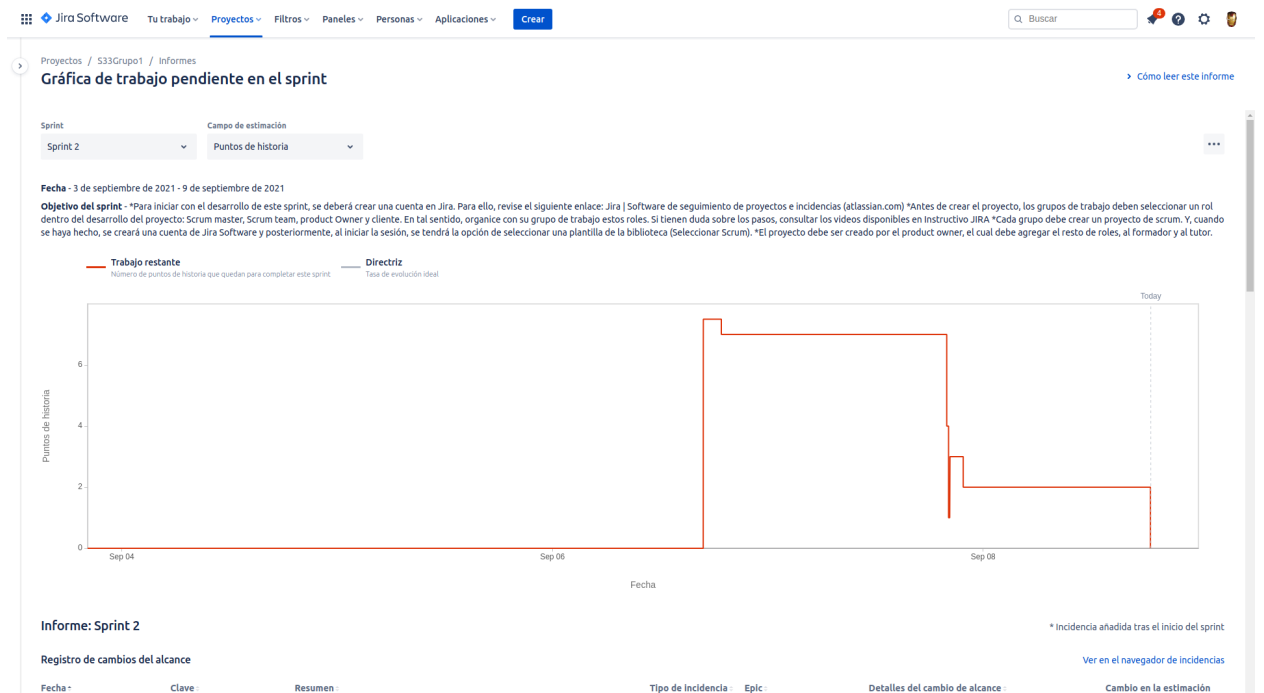 Jira Software Tu trabajo Proyectos Filtros Paneles Personas Aplicaciones Crear Buscar 4
Proyectos / S33Grupo1 / Informes
Gráfica de trabajo pendiente en el sprint
Cómo leer este informe
Sprint Campo de estimación
Sprint 2 Puntos de historia
Fecha - 3 de septiembre de 2021 - 9 de septiembre de 2021
Objetivo del sprint - *Para iniciar con el desarrollo de este sprint, se deberá crear una cuenta en Jira. Para ello, revise el siguiente enlace: Jira | Software de seguimiento de proyectos e incidencias (atlassian.com) *Antes de crear el proyecto, los grupos de trabajo deben seleccionar un rol
dentro del desarrollo del proyecto: Scrum master, Scrum team, product Owner y cliente. En tal sentido, organice con su grupo de trabajo estos roles. Si tienen duda sobre los pasos, consultar los videos disponibles en Instructivo JIRA *Cada grupo debe crear un proyecto de scrum. Y, cuando
se haya hecho, se creará una cuenta de Jira Software y posteriormente, al iniciar la sesión, se tendrá la opción de seleccionar una plantilla de la biblioteca (Seleccionar Scrum). *El proyecto debe ser creado por el product owner, el cual debe agregar el resto de roles, al formador y al tutor.
Trabajo restante Directriz
Número de puntos de historia que quedan para completar este sprint Tasa de evolución ideal
Today
6
4
2
0
Puntos de historia
Sep 04 Sep 06 Sep 08
Fecha
Informe: Sprint 2
* Incidencia añadida tras el inicio del sprint
Registro de cambios del alcance Ver en el navegador de incidencias
Fecha Clave Resumen Tipo de Incidencia Epic Detalles del cambio de alcance Cambio en la estimación